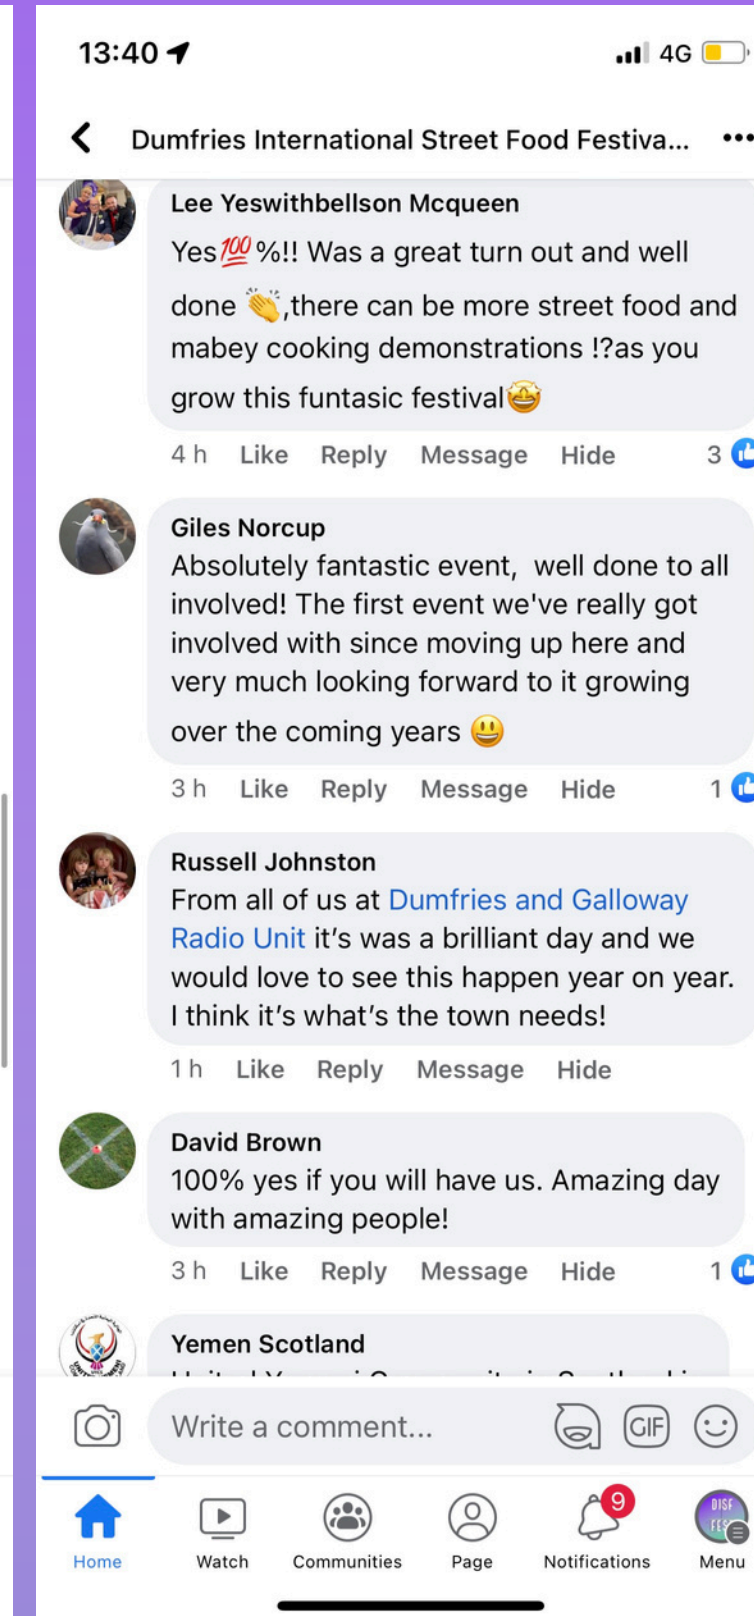 13:40
4G
Dumfries International Street Food Festiva...
Lee Yeswithbellson Mcqueen
Yes💯%!! Was a great turn out and well
done 👏,there can be more street food and
mabey cooking demonstrations !?as you
grow this funtasic festival🤩
4 h Like Reply Message Hide 3
Giles Norcup
Absolutely fantastic event,  well done to all
involved! The first event we've really got
involved with since moving up here and
very much looking forward to it growing
over the coming years 😃
3 h Like Reply Message Hide 1
Russell Johnston
From all of us at Dumfries and Galloway
Radio Unit it’s was a brilliant day and we
would love to see this happen year on year.
I think it’s what’s the town needs!
1 h Like Reply Message Hide
David Brown
100% yes if you will have us. Amazing day
with amazing people!
3 h Like Reply Message Hide 1
Yemen Scotland
Write a comment...
GIF
9
DISF
Home Watch Communities Page Notifications Menu